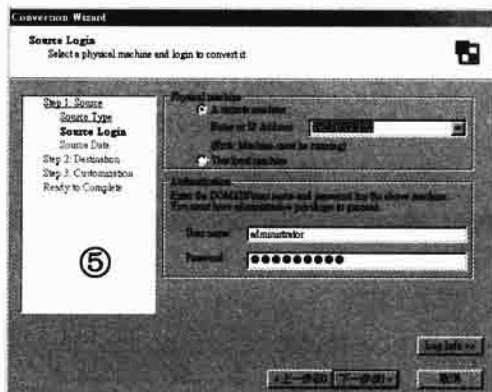 Conversion Wizard
Source Login
Select a physical machine and login to convert it
Step 1: Source
Source Type
Source Login
Source Data
Step 2: Destination
Step 3: Customization
Ready to Complete
⑤
Physical machine
A remote machine
Name or IP Address
(Note: Machine must be running)
This local machine
Authentication
Enter the DOMAIN\username and password for the above machine.
You must have administrative privileges to proceed.
User name:
administrator
Password:
●●●●●●●●●
Log Info >>
<上一步(B)
下一步(N)>
取消